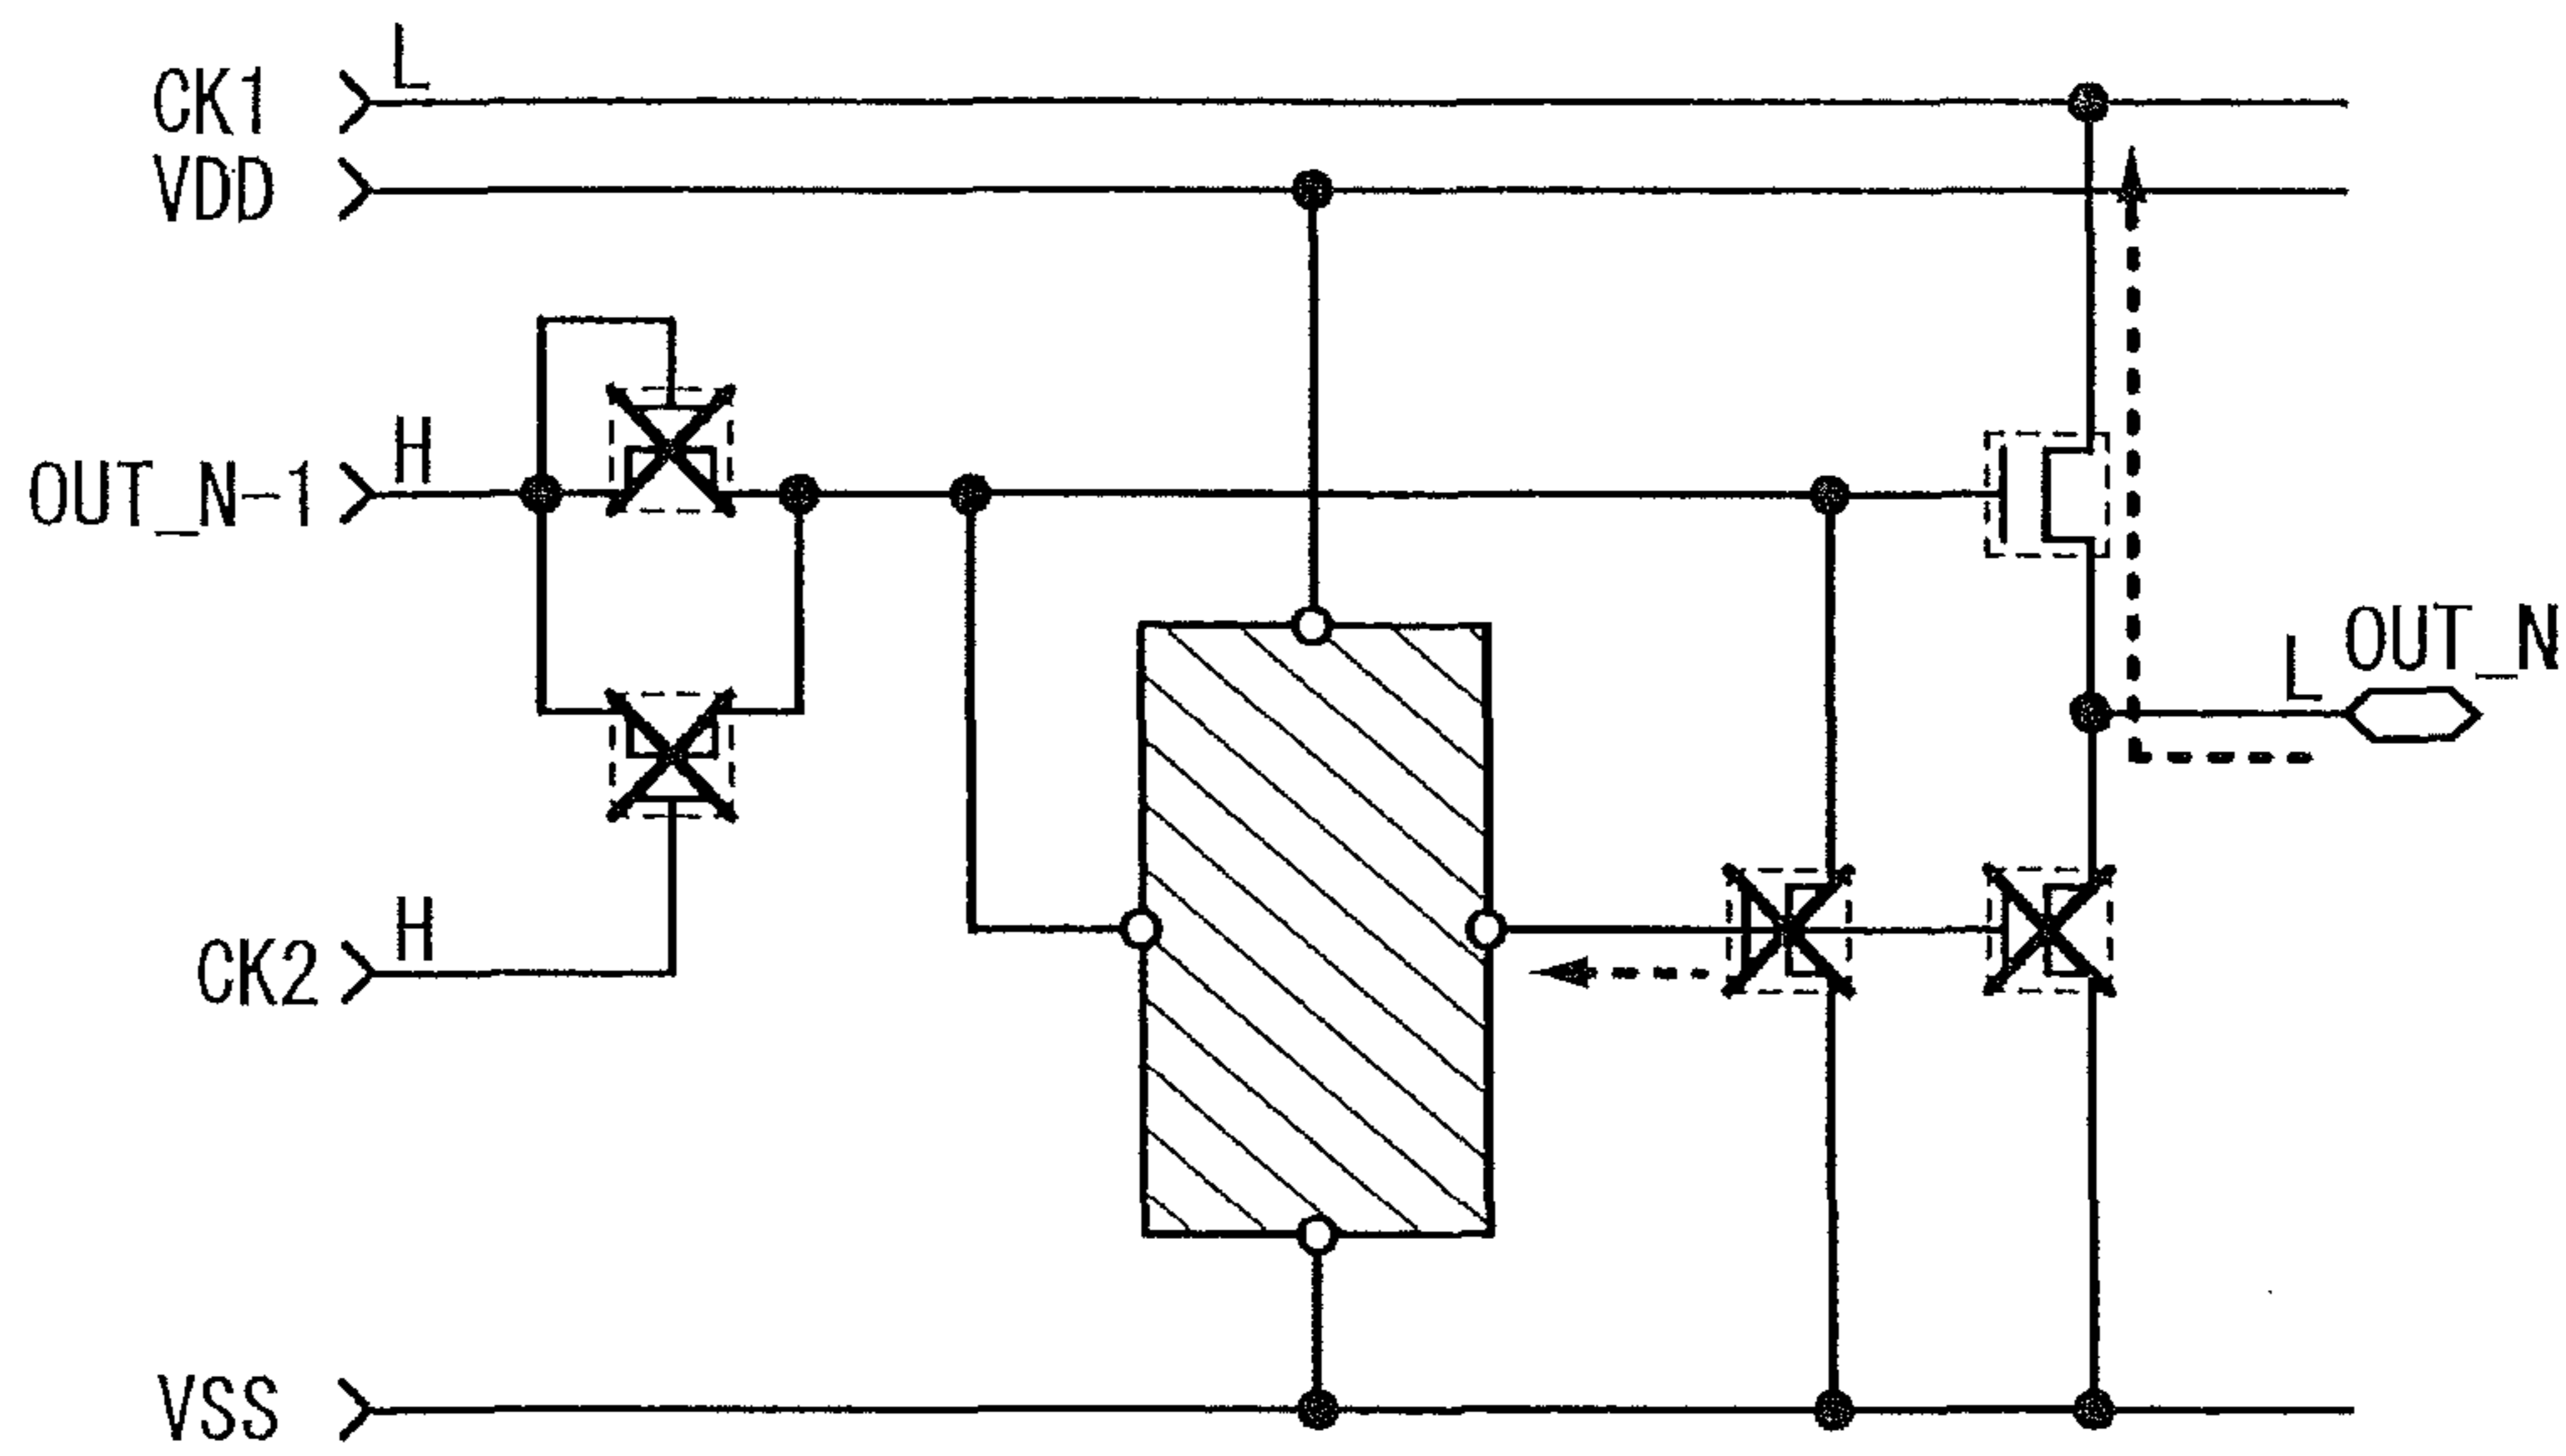 L
CK1
VDD
H
OUT_N-1
L
OUT_N
H
CK2
VSS